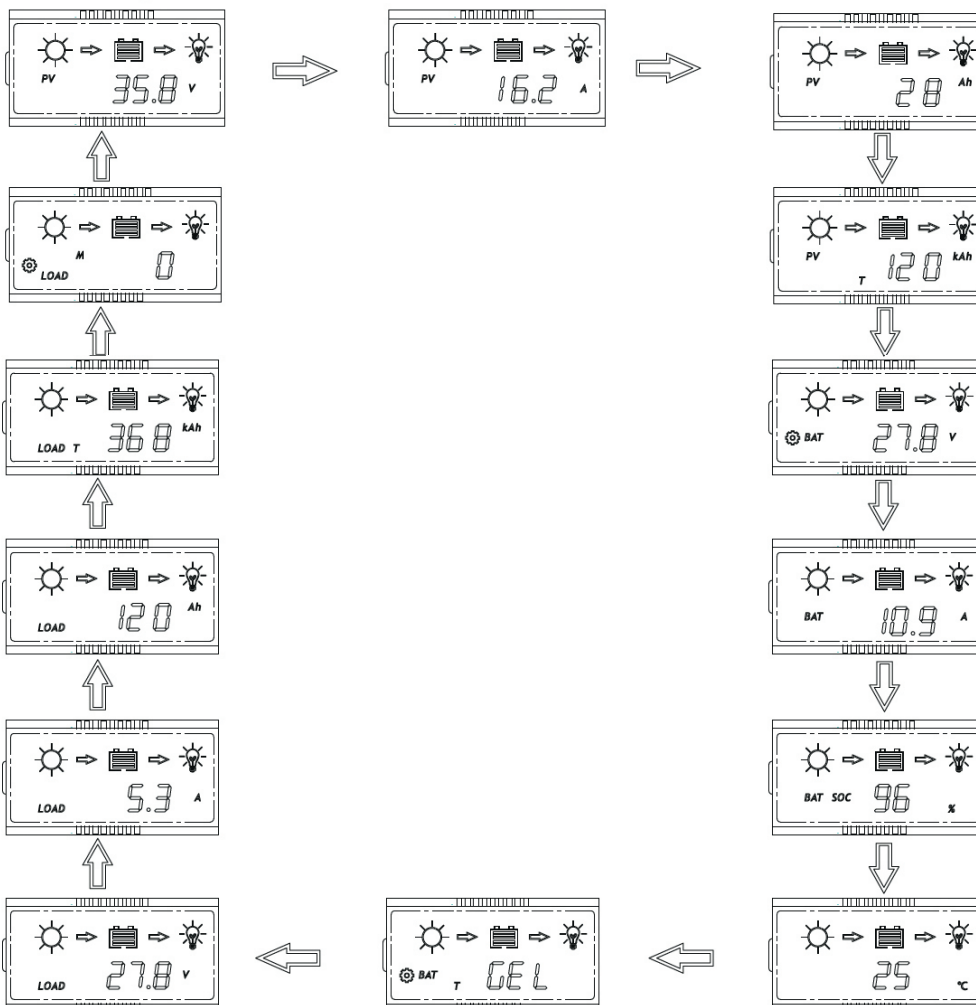 PV 35.8 V
PV 16.2 A
PV 28 Ah
PV T 120 kAh
BAT 27.8 V
BAT 10.9 A
BAT SOC 96 %
25 °C
BAT T GEL
LOAD 27.8 V
LOAD 5.3 A
LOAD 120 Ah
LOAD T 368 kAh
M
LOAD 0